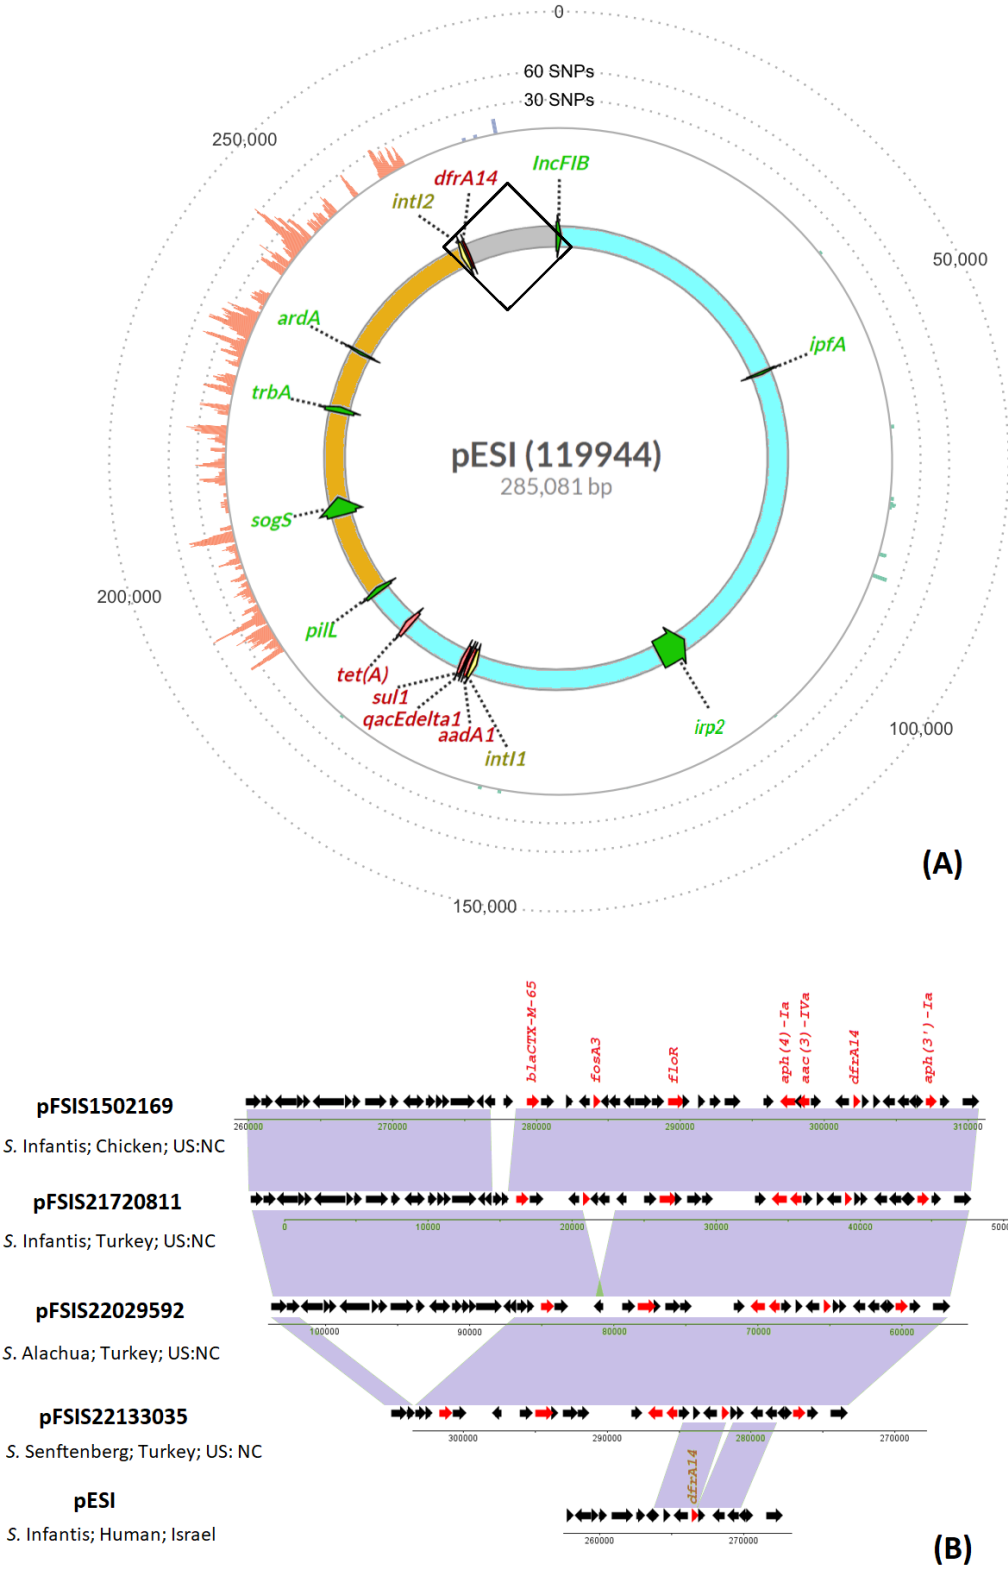 0
60 SNPs
30 SNPs
250,000
IncFIB
dfrA14
intI2
50,000
ardA
ipfA
trbA
pESI (119944)
285,081 bp
sogS
200,000
pilL
tet(A)
sul1
qacEdelta1
aadA1
intI1
irp2
100,000
150,000
(A)
blaCTX-M-65
fosA3
floR
aph(4)-Ia
aac(3)-IVa
dfrA14
aph(3')-Ia
pFSIS1502169
260000 270000 280000 290000 300000 310000
S. Infantis; Chicken; US:NC
pFSIS21720811
0 10000 20000 30000 40000 5000
S. Infantis; Turkey; US:NC
pFSIS22029592
100000 90000 80000 70000 60000
S. Alachua; Turkey; US:NC
pFSIS22133035
300000 290000 280000 270000
S. Senftenberg; Turkey; US: NC
dfrA14
pESI
S. Infantis; Human; Israel
260000 270000
(B)